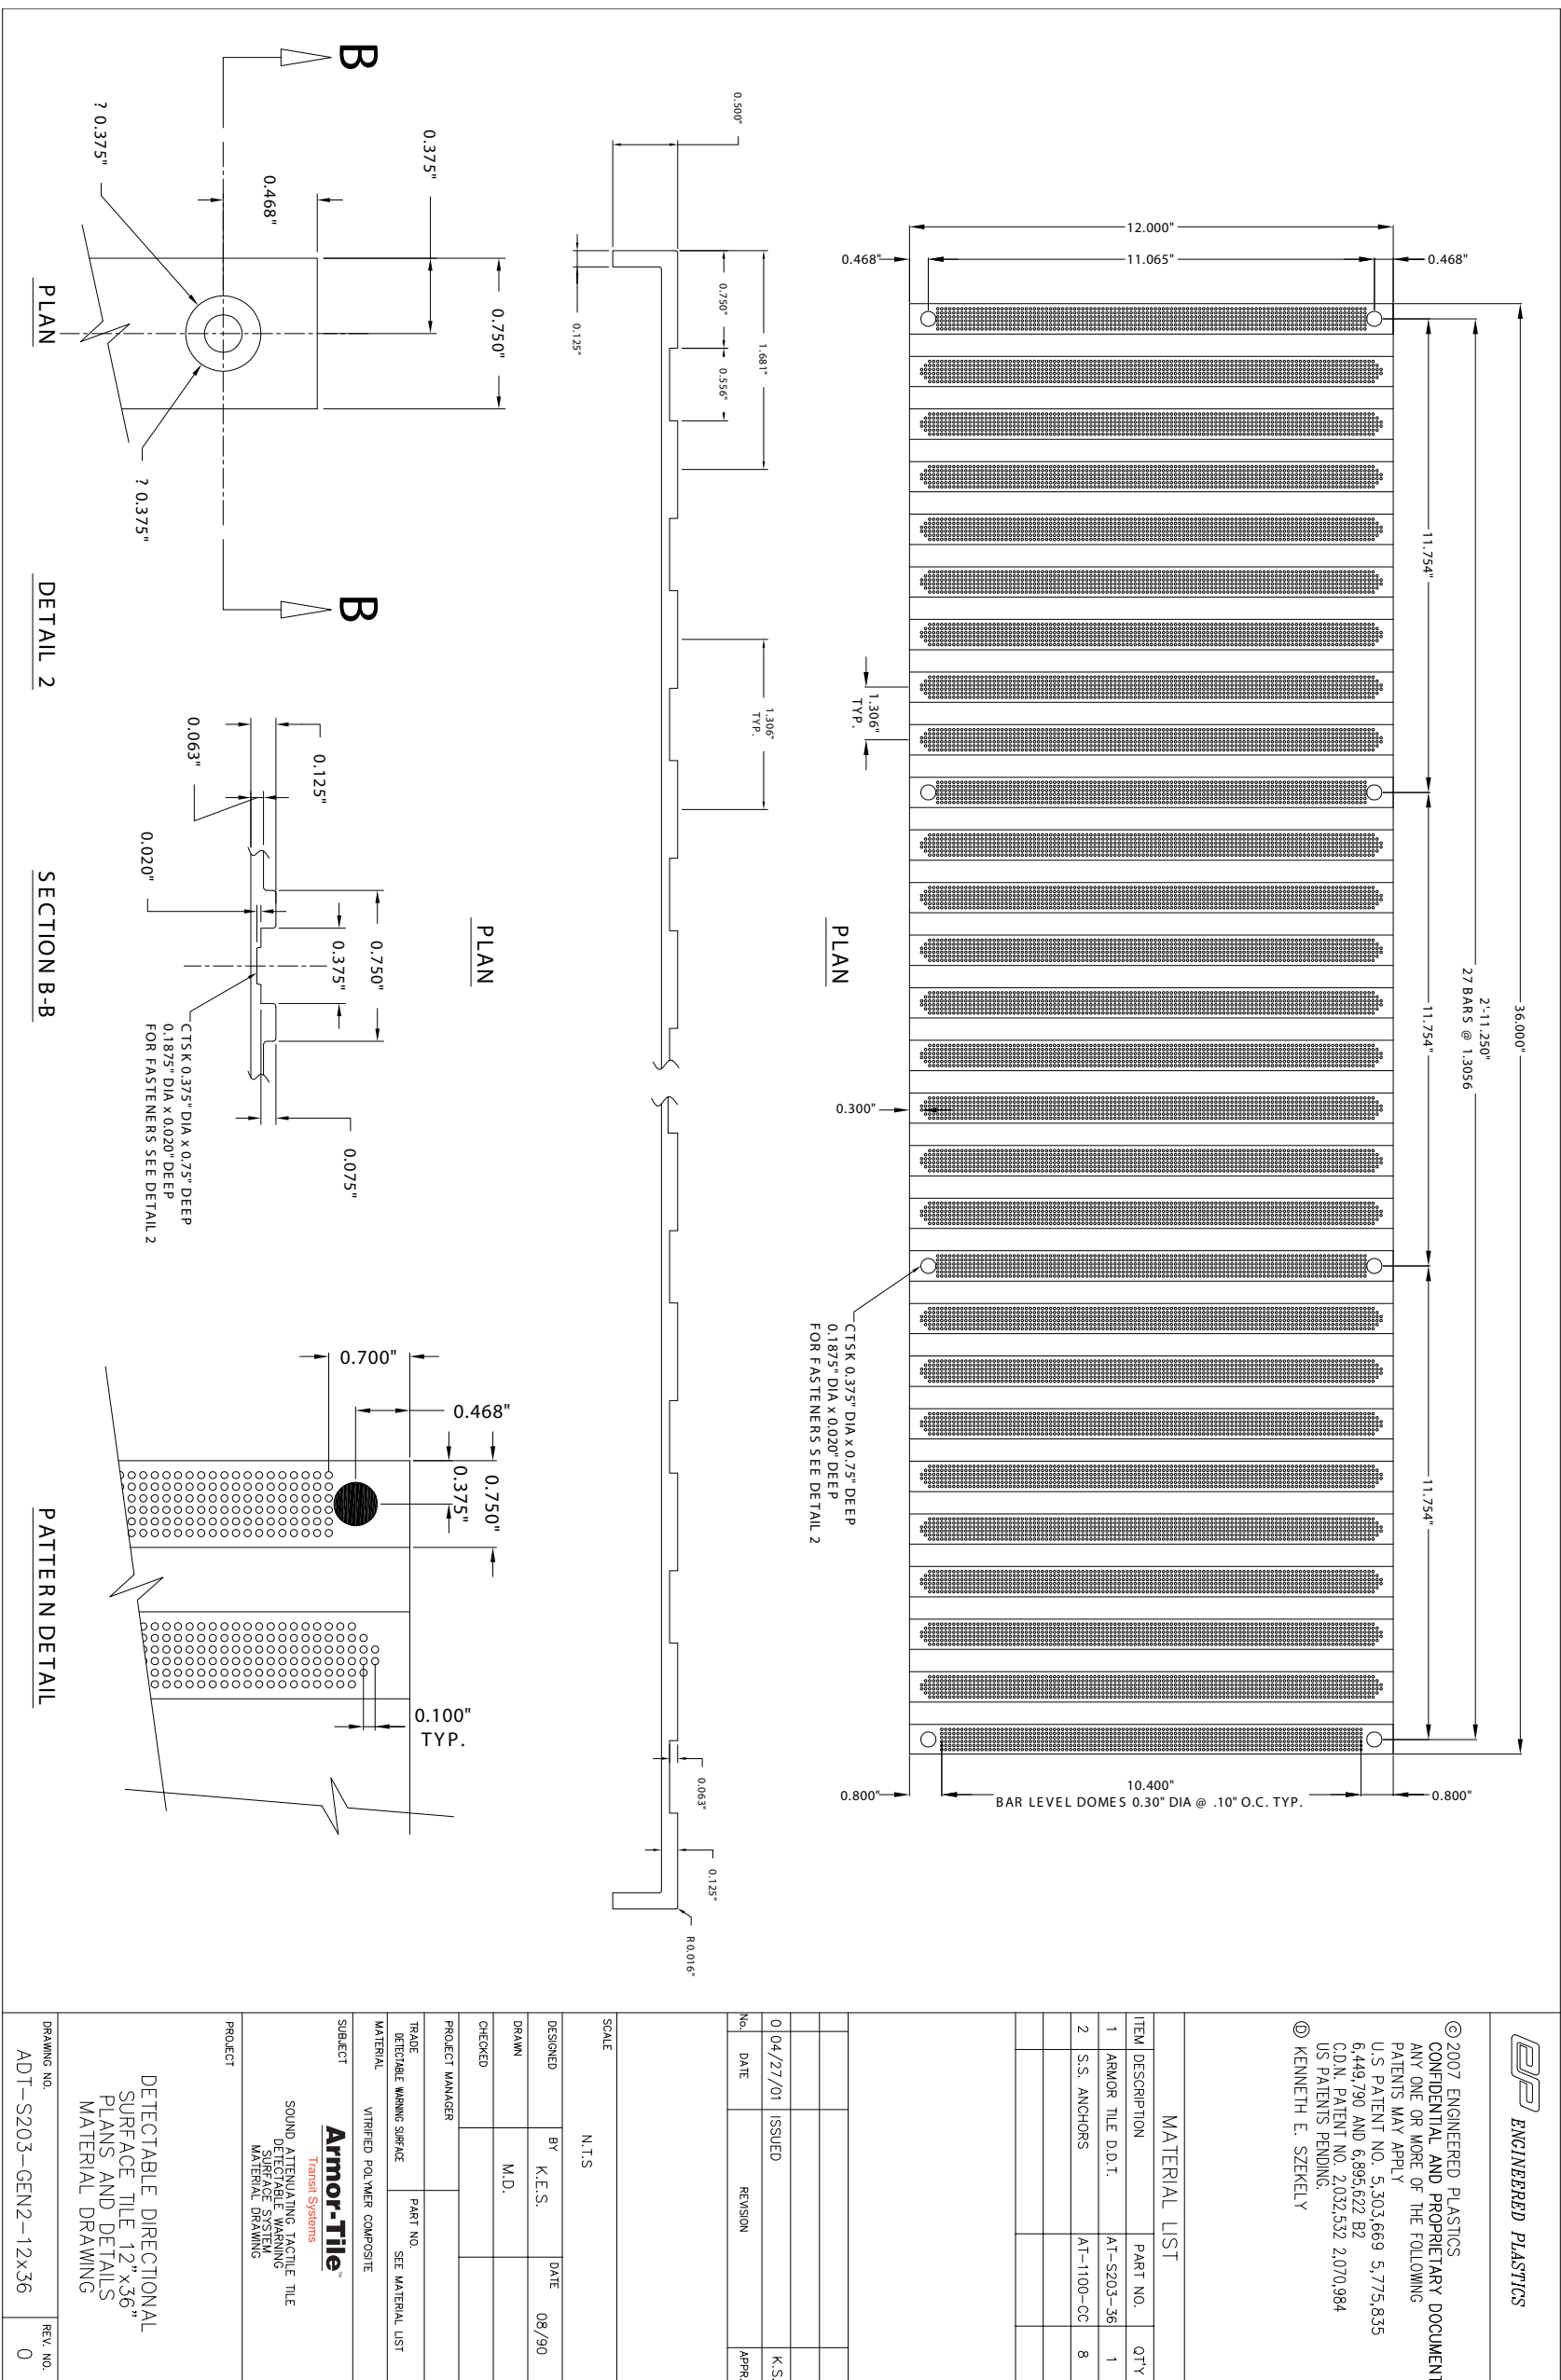 36.000"
2'-11.250"
27 BARS @ 1.3056
11.754"
11.754"
11.754"
12.000"
11.065"
0.468"
0.468"
1.306"
TYP.
0.300"
0.800"
10.400"
BAR LEVEL DOMES 0.30" DIA @ .10" O.C. TYP.
0.800"
CTSK 0.375" DIA x 0.75" DEEP
0.1875" DIA x 0.020" DEEP
FOR FASTENERS SEE DETAIL 2
PLAN
0.500"
1.681"
0.750"
0.556"
0.125"
1.306"
TYP.
0.063"
0.125"
R 0.016"
PLAN
B
B
0.375"
0.750"
0.468"
? 0.375"
? 0.375"
PLAN
DETAIL 2
0.125"
0.063"
0.020"
0.750"
0.375"
0.075"
CTSK 0.375" DIA x 0.75" DEEP
0.1875" DIA x 0.020" DEEP
FOR FASTENERS SEE DETAIL 2
SECTION B-B
0.700"
0.468"
0.750"
0.375"
0.100"
TYP.
PATTERN DETAIL
EP ENGINEERED PLASTICS
© 2007 ENGINEERED PLASTICS
CONFIDENTIAL AND PROPRIETARY DOCUMENT
ANY ONE OR MORE OF THE FOLLOWING
PATENTS MAY APPLY
U.S PATENT NO. 5,303,669 5,775,835
6,449,790 AND 6,895,622 B2
C.D.N. PATENT NO. 2,032,532 2,070,984
US PATENTS PENDING.
Ⓓ KENNETH E. SZEKELY
MATERIAL LIST
ITEM DESCRIPTION PART NO. QT'Y
1 ARMOR TILE D.D.T. AT-S203-36 1
2 S.S. ANCHORS AT-1100-CC 8
0 04/27/01 ISSUED K.S.
No. DATE REVISION APPR.
SCALE N.T.S
BY DATE
DESIGNED K.E.S. 08/90
DRAWN M.D.
CHECKED
PROJECT MANAGER
TRADE PART NO.
DETECTABLE WARNING SURFACE SEE MATERIAL LIST
MATERIAL VITRIFIED POLYMER COMPOSITE
SUBJECT
Armor-Tile™
Transit Systems
SOUND ATTENUATING TACTILE TILE
DETECTABLE WARNING
SURFACE SYSTEM
MATERIAL DRAWING
PROJECT
DETECTABLE DIRECTIONAL
SURFACE TILE 12"x36"
PLANS AND DETAILS
MATERIAL DRAWING
DRAWING NO. REV. NO.
ADT-S203-GEN2-12x36 0